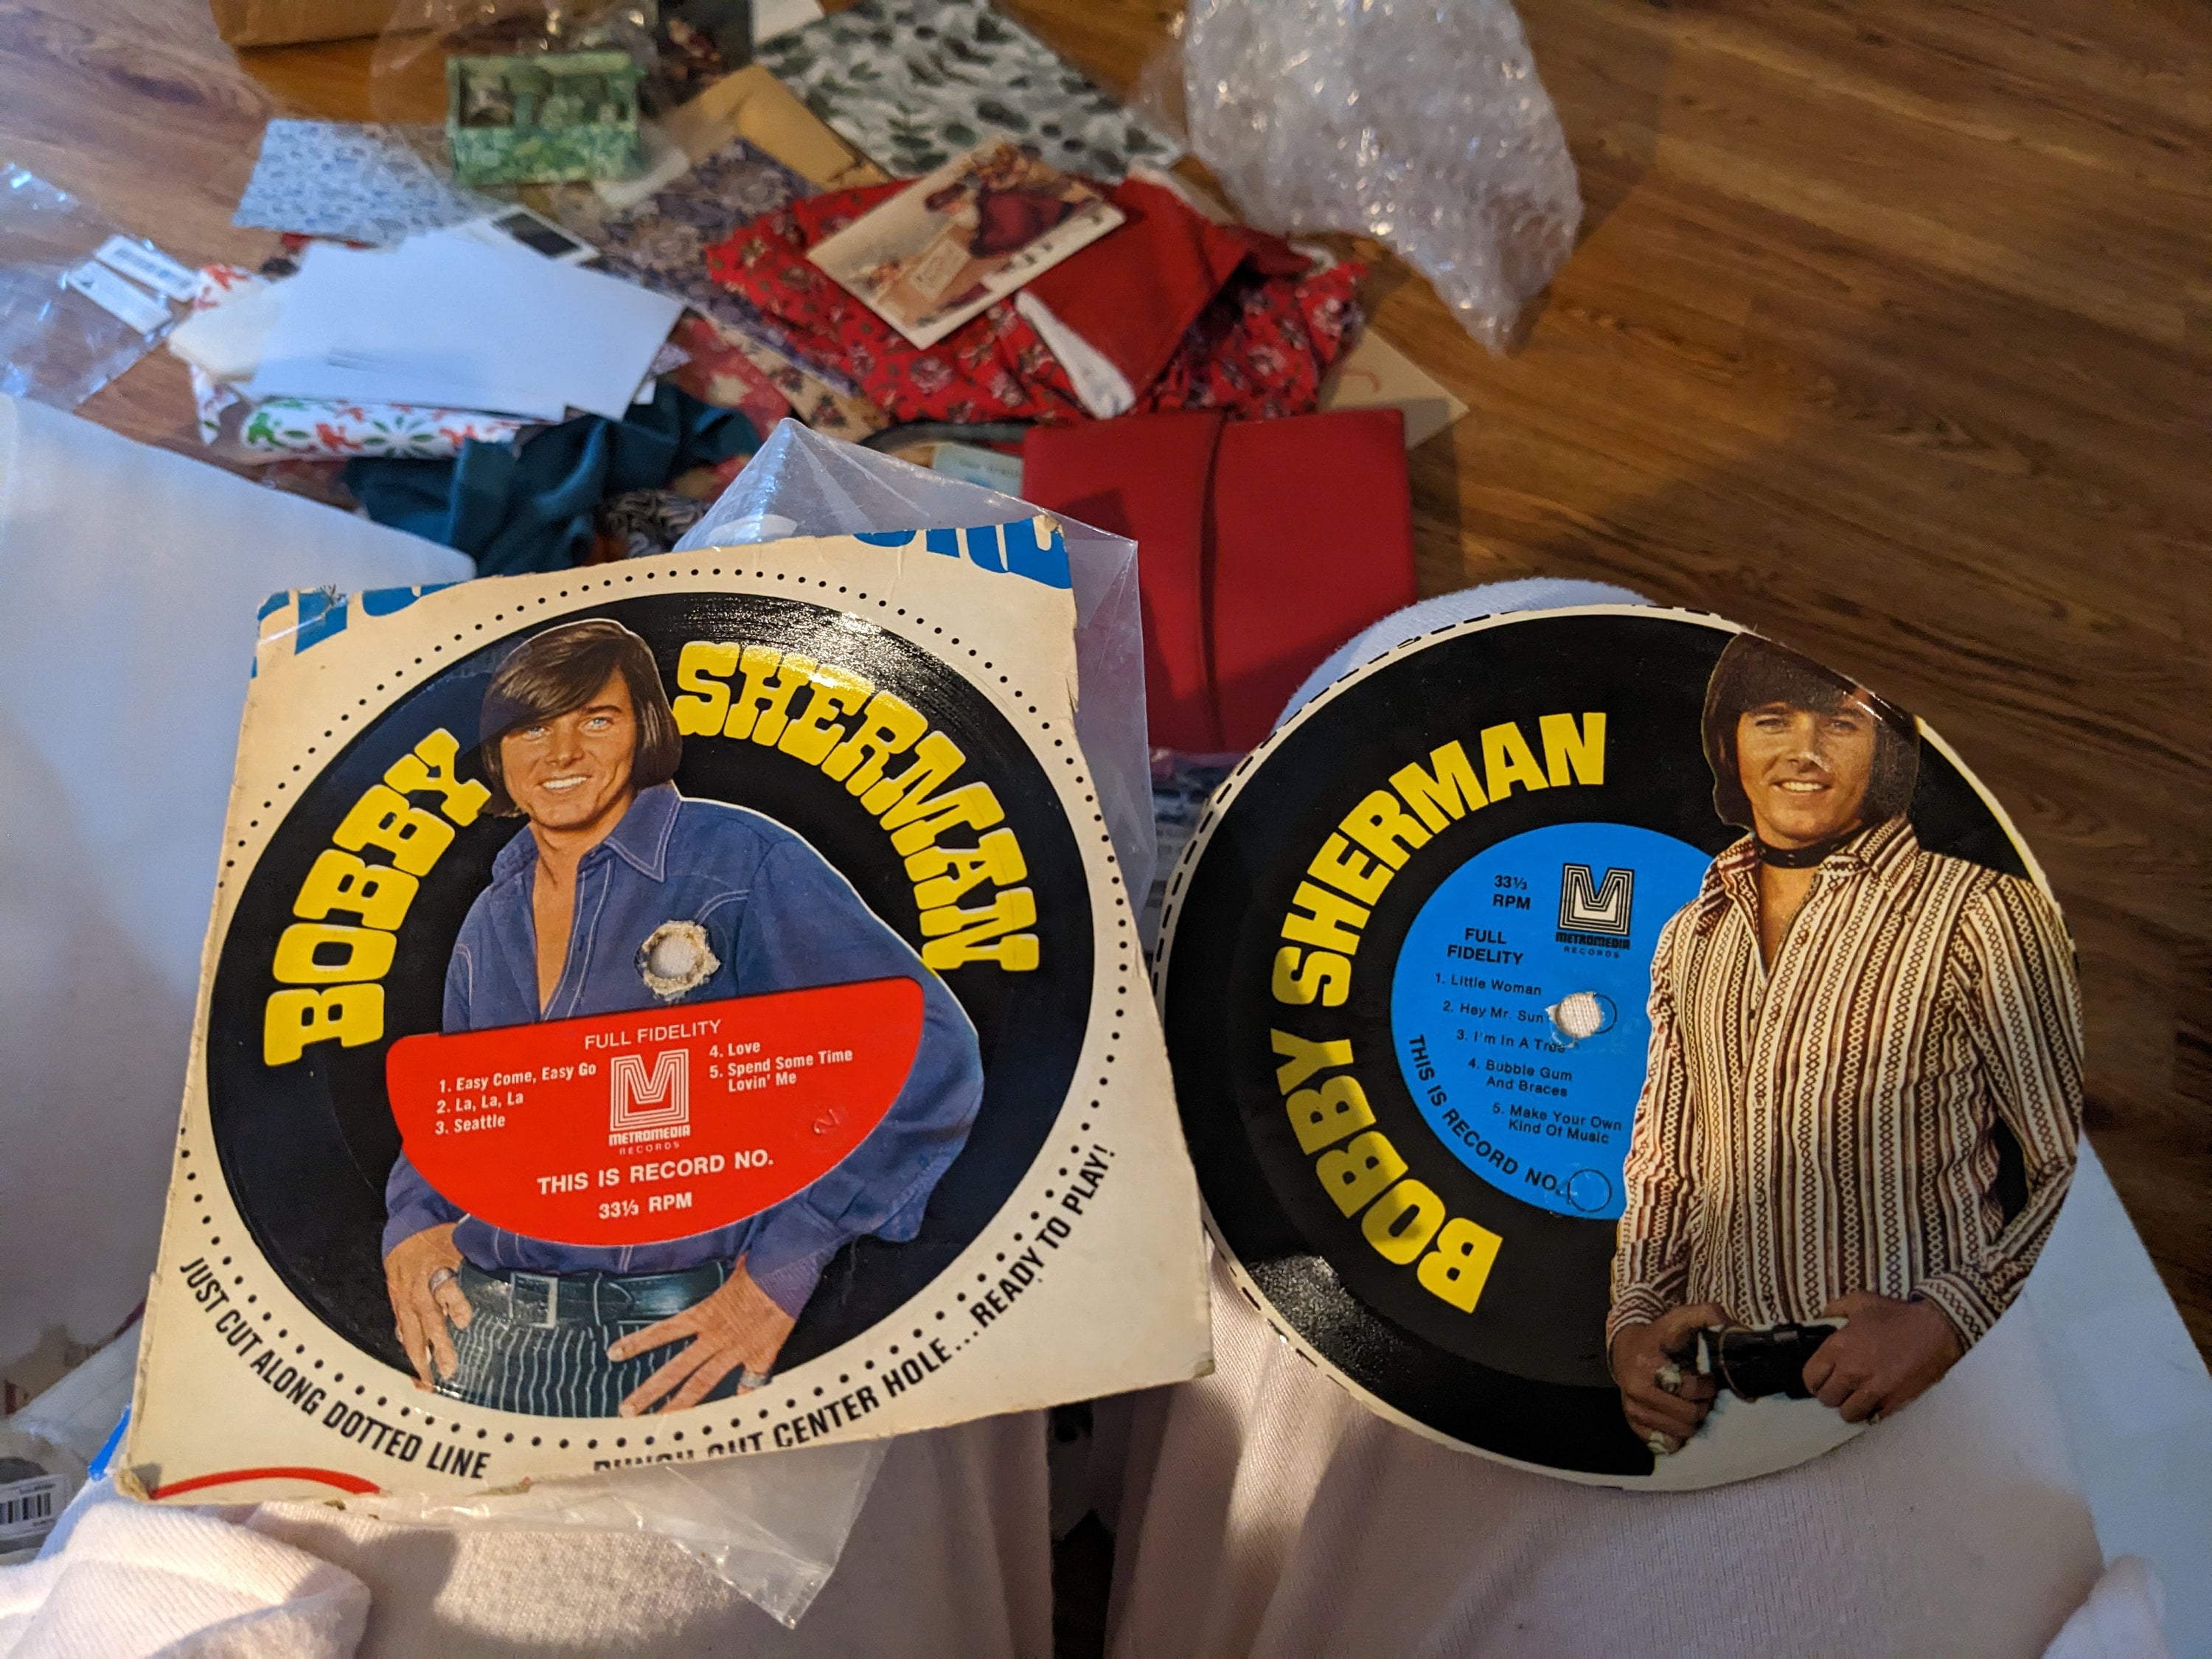 BOBBY SHERMAN
FULL FIDELITY
1. Easy Come, Easy Go
2. La, La, La
3. Seattle
METROMEDIA
RECORDS
4. Love
5. Spend Some Time
Lovin' Me
THIS IS RECORD NO.
33⅓ RPM
JUST CUT ALONG DOTTED LINE
PUNCH OUT CENTER HOLE...READY TO PLAY!
BOBBY SHERMAN
33⅓
RPM
METROMEDIA
RECORDS
FULL
FIDELITY
1. Little Woman
2. Hey Mr. Sun
3. I'm In A Tree
4. Bubble Gum
And Braces
5. Make Your Own
Kind Of Music
THIS IS RECORD NO.